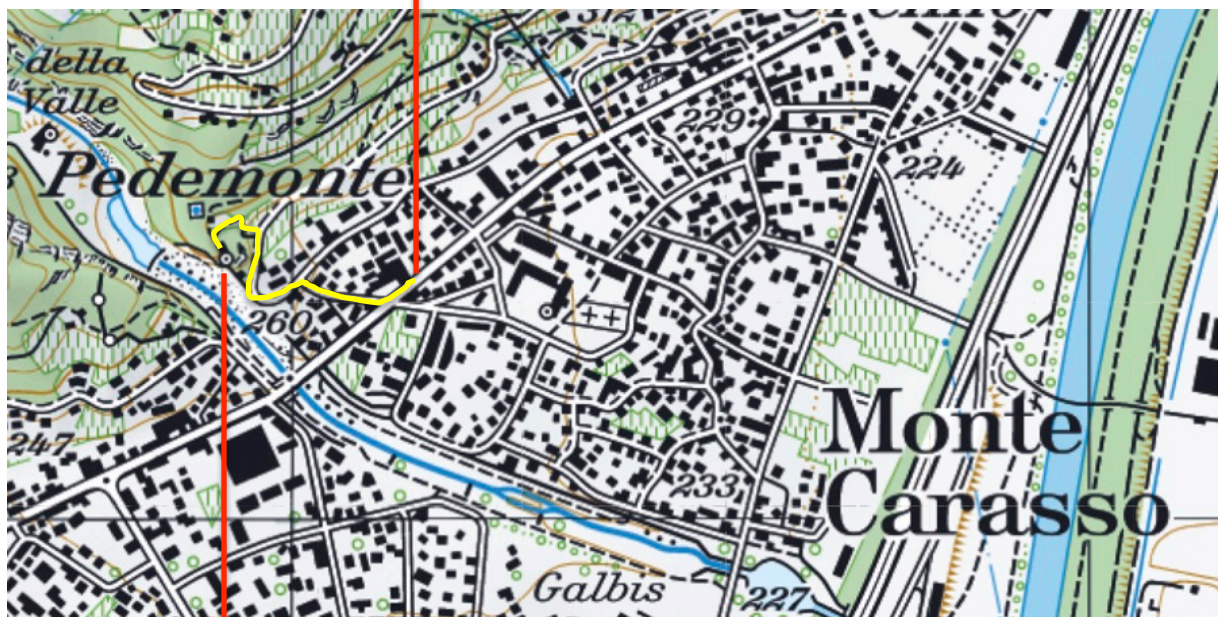 della
Valle
229
Pedemonte
224
260
Monte
Carasso
247
233
Galbis
227